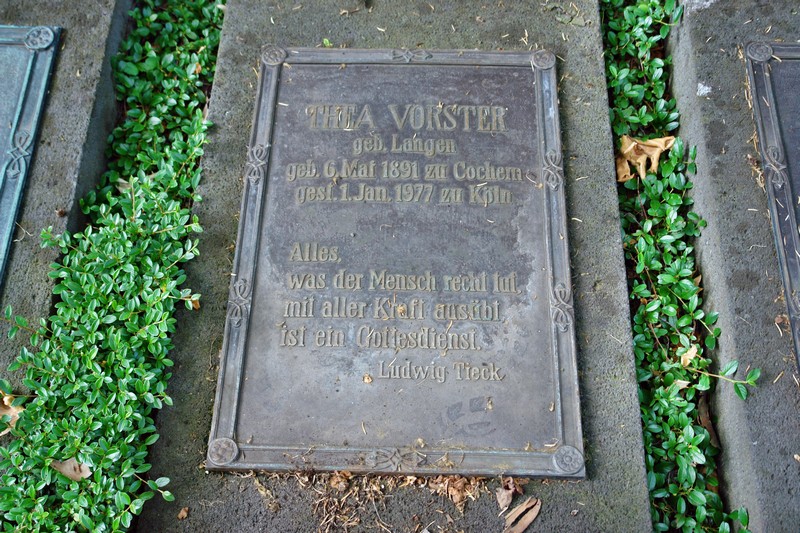 THEA VORSTER
geb. Langen
geb. 6. Mai 1891 zu Cochem
gest. 1. Jan. 1977 zu Köln
Alles,
was der Mensch recht tut,
mit aller Kraft ausübt,
ist ein Gottesdienst.
Ludwig Tieck